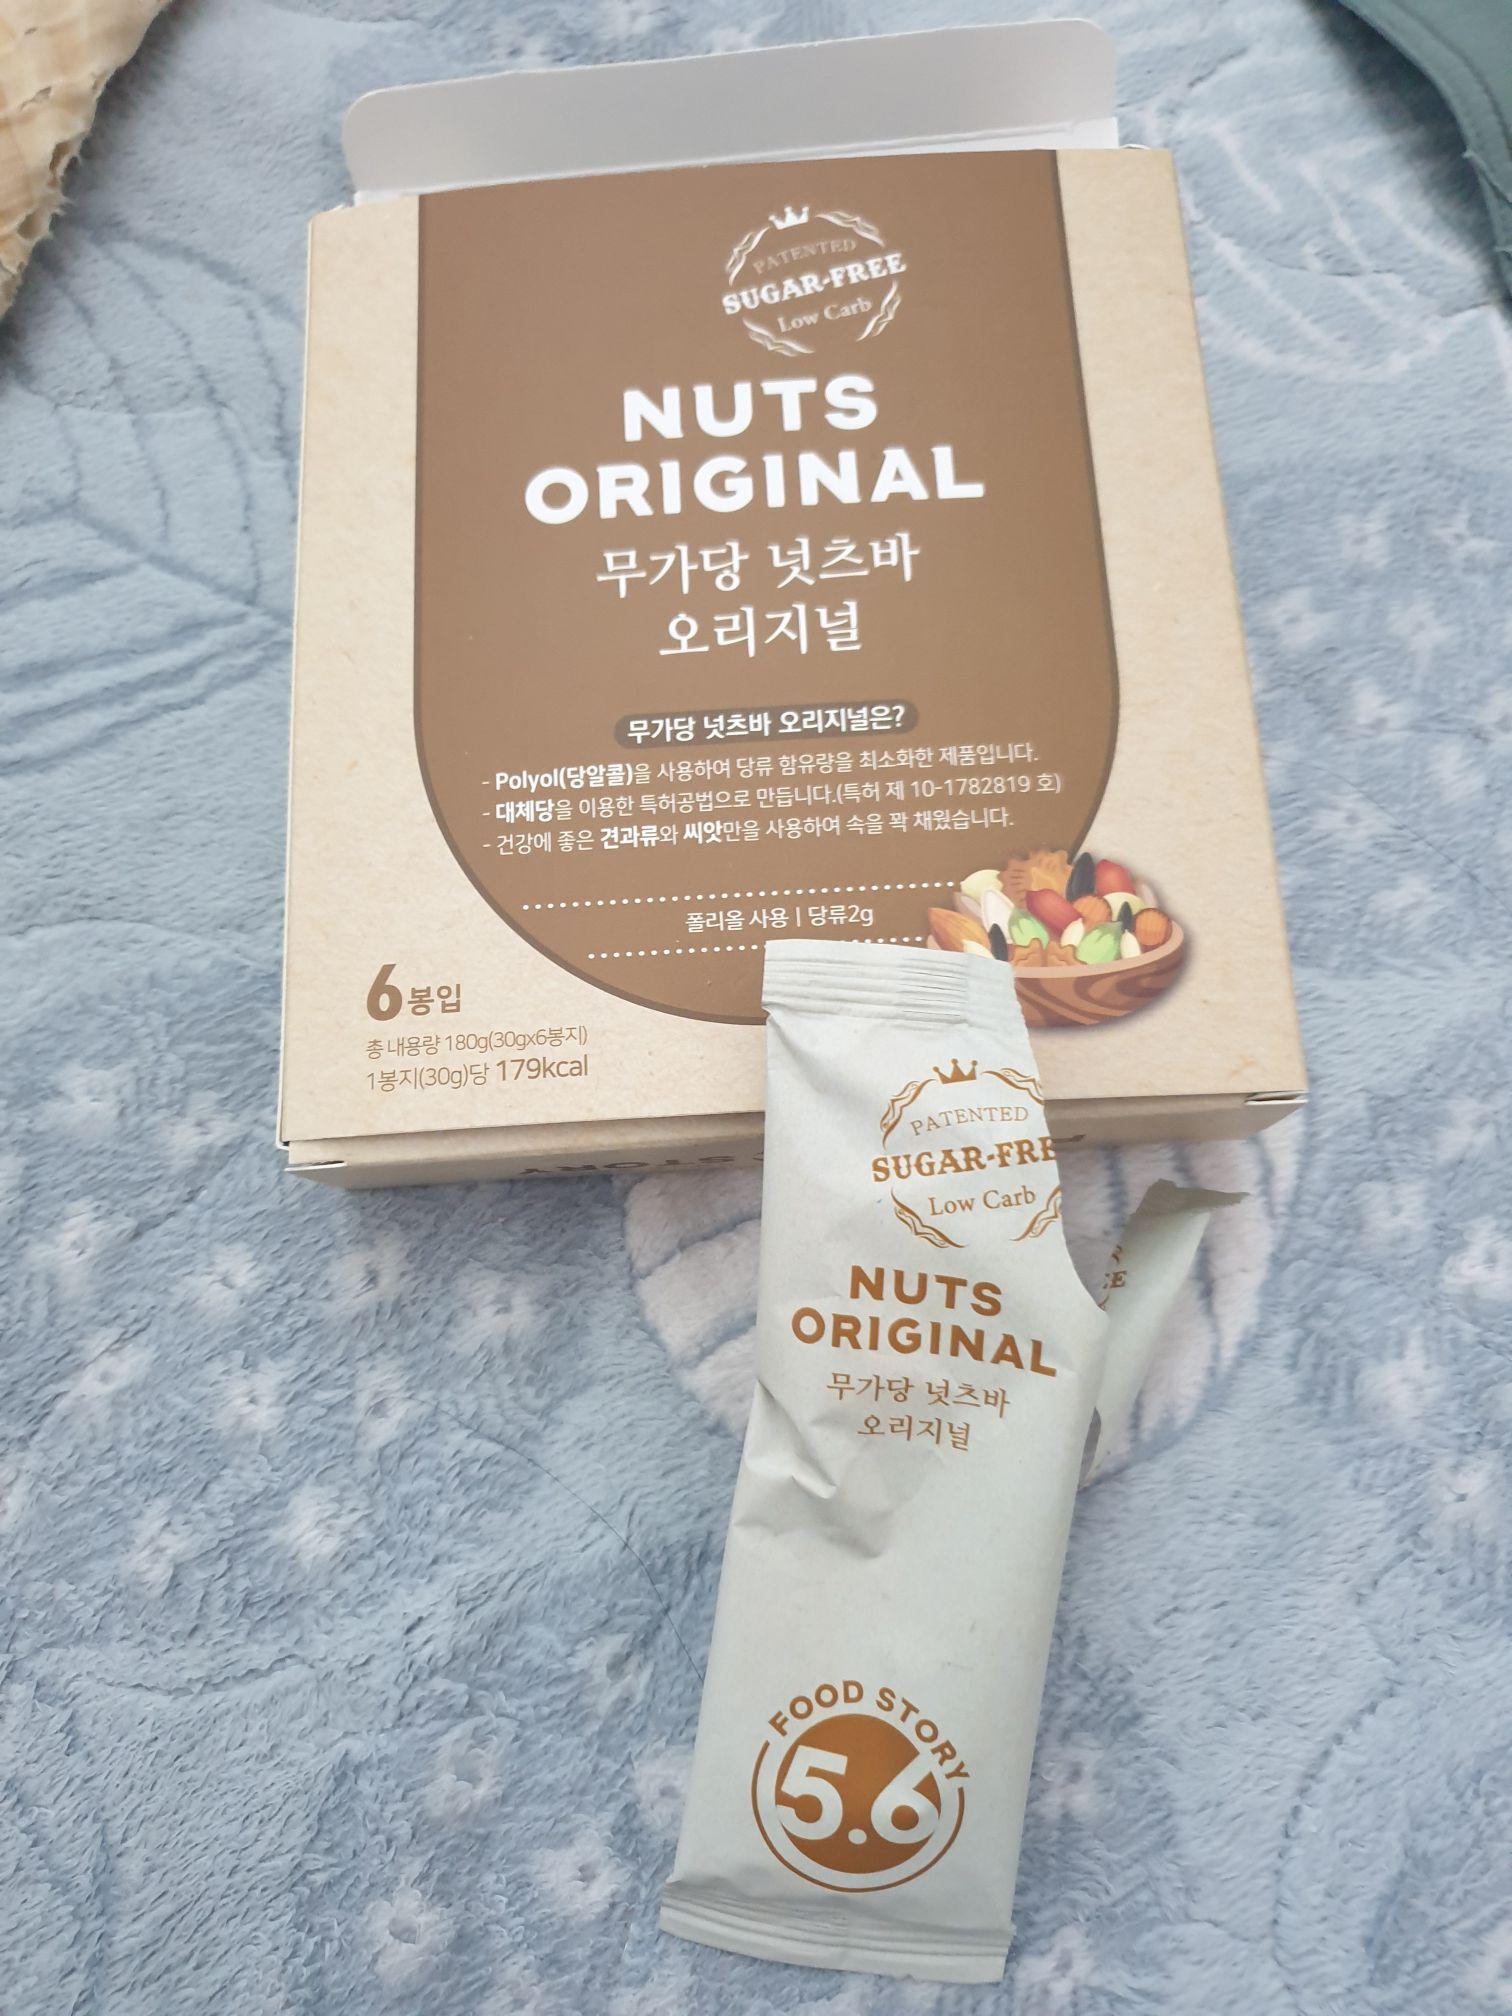 PATENTED
SUGAR-FREE
Low Carb
NUTS
ORIGINAL
무가당 넛츠바
오리지널
무가당 넛츠바 오리지널은?
- Polyol(당알콜)을 사용하여 당류 함유량을 최소화한 제품입니다.
- 대체당을 이용한 특허공법으로 만듭니다.(특허 제 10-1782819 호)
- 건강에 좋은 견과류와 씨앗만을 사용하여 속을 꽉 채웠습니다.
폴리올 사용 | 당류2g
6봉입
총 내용량 180g(30gx6봉지)
1봉지(30g)당 179kcal
PATENTED
SUGAR-FRE
Low Carb
NUTS
ORIGINAL
무가당 넛츠바
오리지널
FOOD STORY
5.6